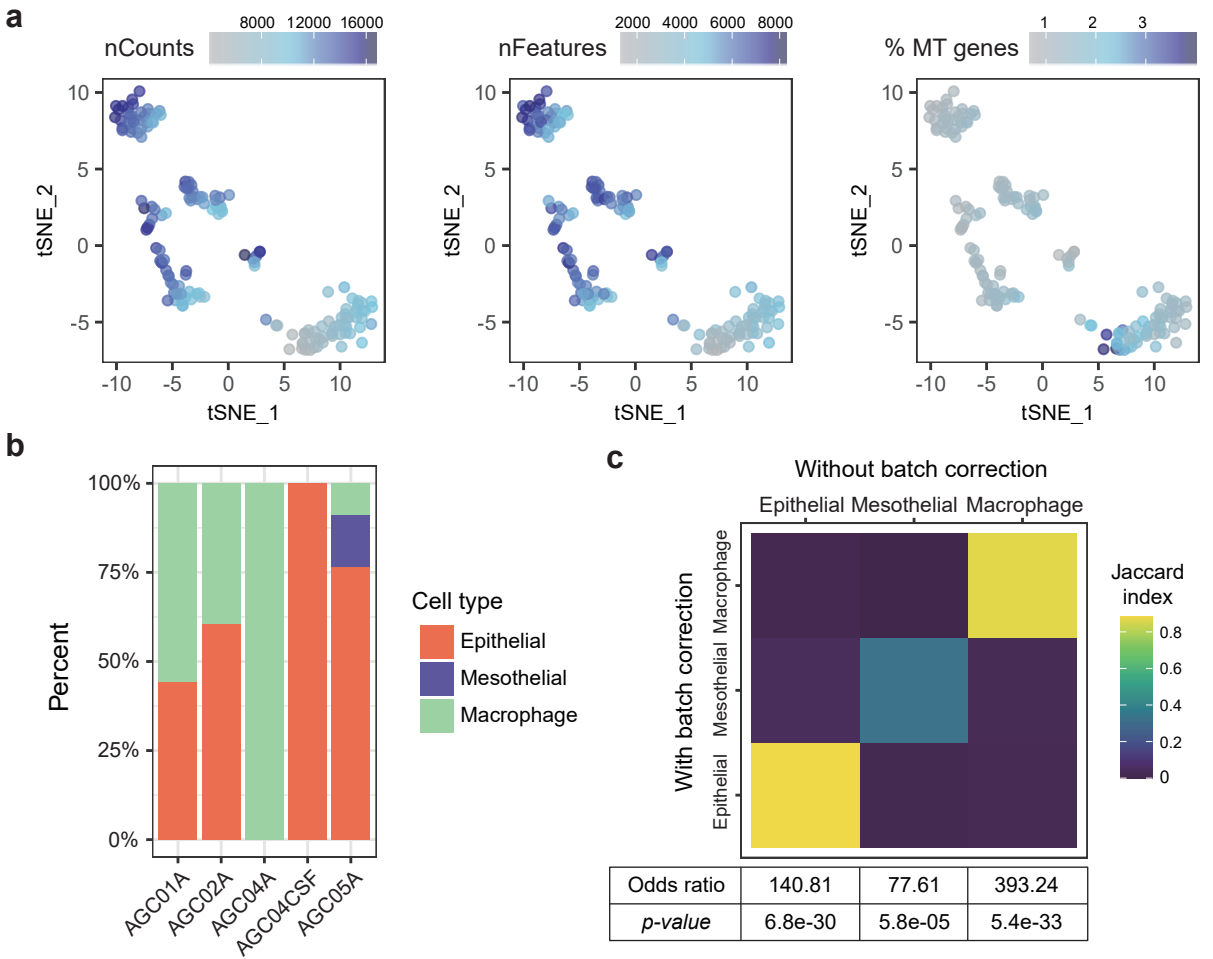 a
nCounts
8000 12000 16000
nFeatures
2000 4000 6000 8000
% MT genes
1 2 3
10
5
0
-5
tSNE_2
-10 -5 0 5 10
tSNE_1
10
5
0
-5
tSNE_2
-10 -5 0 5 10
tSNE_1
10
5
0
-5
tSNE_2
-10 -5 0 5 10
tSNE_1
b
100%
75%
50%
25%
0%
Percent
AGC01A
AGC02A
AGC04A
AGC04CSF
AGC05A
Cell type
Epithelial
Mesothelial
Macrophage
c
Without batch correction
Epithelial Mesothelial Macrophage
With batch correction
Macrophage
Mesothelial
Epithelial
Jaccard
index
0.8
0.6
0.4
0.2
0
Odds ratio 140.81 77.61 393.24
p-value 6.8e-30 5.8e-05 5.4e-33